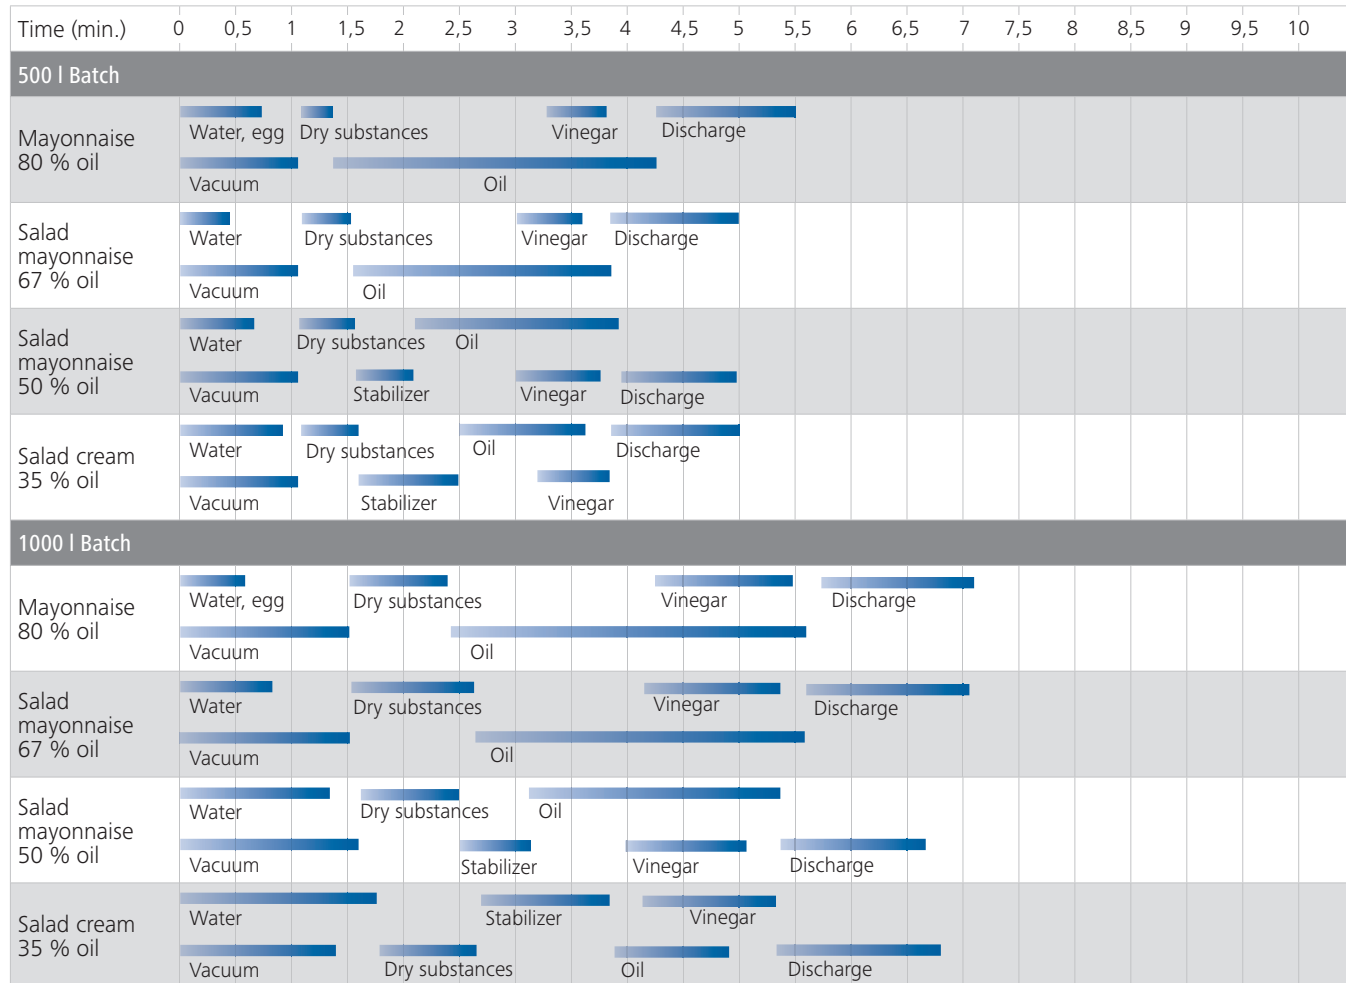 Time (min.) 0 0,5 1 1,5 2 2,5 3 3,5 4 4,5 5 5,5 6 6,5 7 7,5 8 8,5 9 9,5 10
500 l Batch
Mayonnaise
80 % oil
Water, egg Dry substances Vinegar Discharge
Vacuum Oil
Salad
mayonnaise
67 % oil
Water Dry substances Vinegar Discharge
Vacuum Oil
Salad
mayonnaise
50 % oil
Water Dry substances Oil
Vacuum Stabilizer Vinegar Discharge
Salad cream
35 % oil
Water Dry substances Oil Discharge
Vacuum Stabilizer Vinegar
1000 l Batch
Mayonnaise
80 % oil
Water, egg Dry substances Vinegar Discharge
Vacuum Oil
Salad
mayonnaise
67 % oil
Water Dry substances Vinegar Discharge
Vacuum Oil
Salad
mayonnaise
50 % oil
Water Dry substances Oil
Vacuum Stabilizer Vinegar Discharge
Salad cream
35 % oil
Water Stabilizer Vinegar
Vacuum Dry substances Oil Discharge